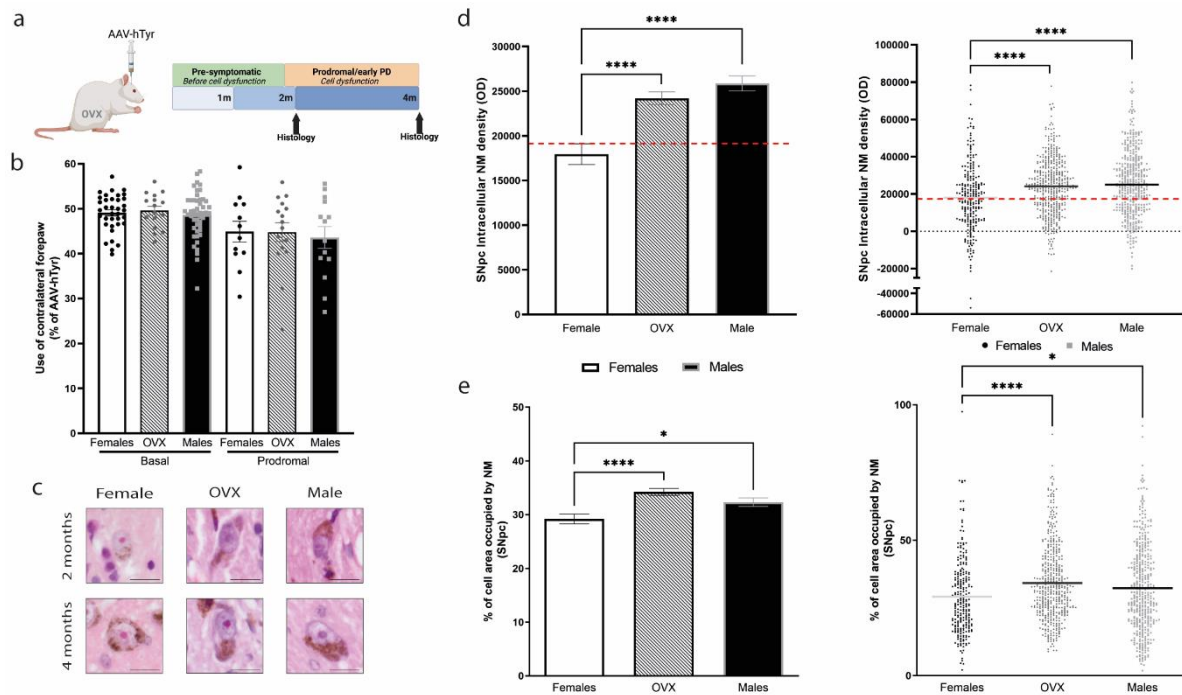 a
AAV-hTyr
OVX
Pre-symptomatic
Before cell dysfunction
Prodromal/early PD
Cell dysfunction
1m
2m
4m
Histology
Histology
b
Use of contralateral forepaw
(% of AAV-hTyr)
60
50
40
30
20
10
0
Females
OVX
Males
Females
OVX
Males
Basal
Prodromal
c
Female
OVX
Male
2 months
4 months
d
SNpc Intracellular NM density (OD)
30000
25000
20000
15000
10000
5000
0
****
****
Female
OVX
Male
Females
Males
SNpc Intracellular NM density (OD)
100000
80000
60000
40000
20000
0
-20000
-40000
-60000
****
****
Female
OVX
Male
Females
Males
e
% of cell area occupied by NM
(SNpc)
50
40
30
20
10
0
*
****
Females
OVX
Males
% of cell area occupied by NM
(SNpc)
100
50
0
*
****
Females
OVX
Males